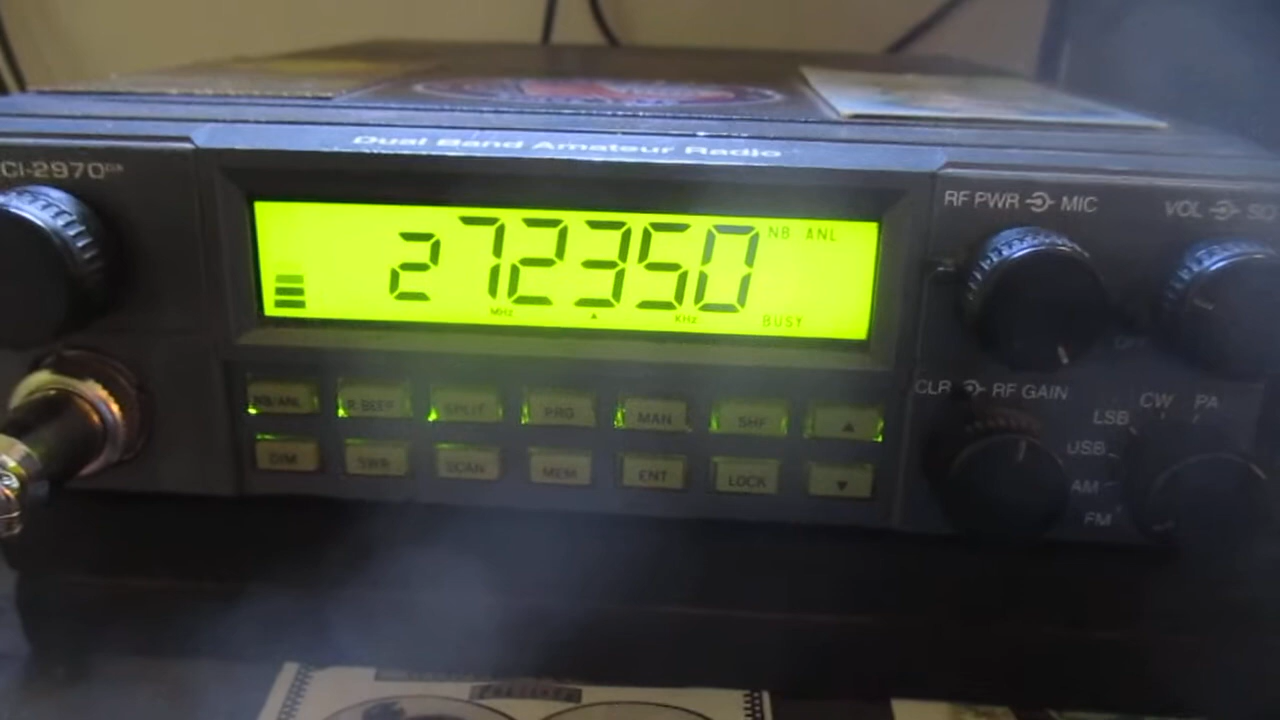 Dual Band Amateur Radio
CI-2970
RF PWR MIC
VOL SQ
272350
NB ANL
MHz
KHz
BUSY
CLR RF GAIN
NB/ANL R.BEEP SPLIT PRG MAN SHF ▲
DIM SWR SCAN MEM ENT LOCK ▼
CW PA
LSB
USB
AM
FM